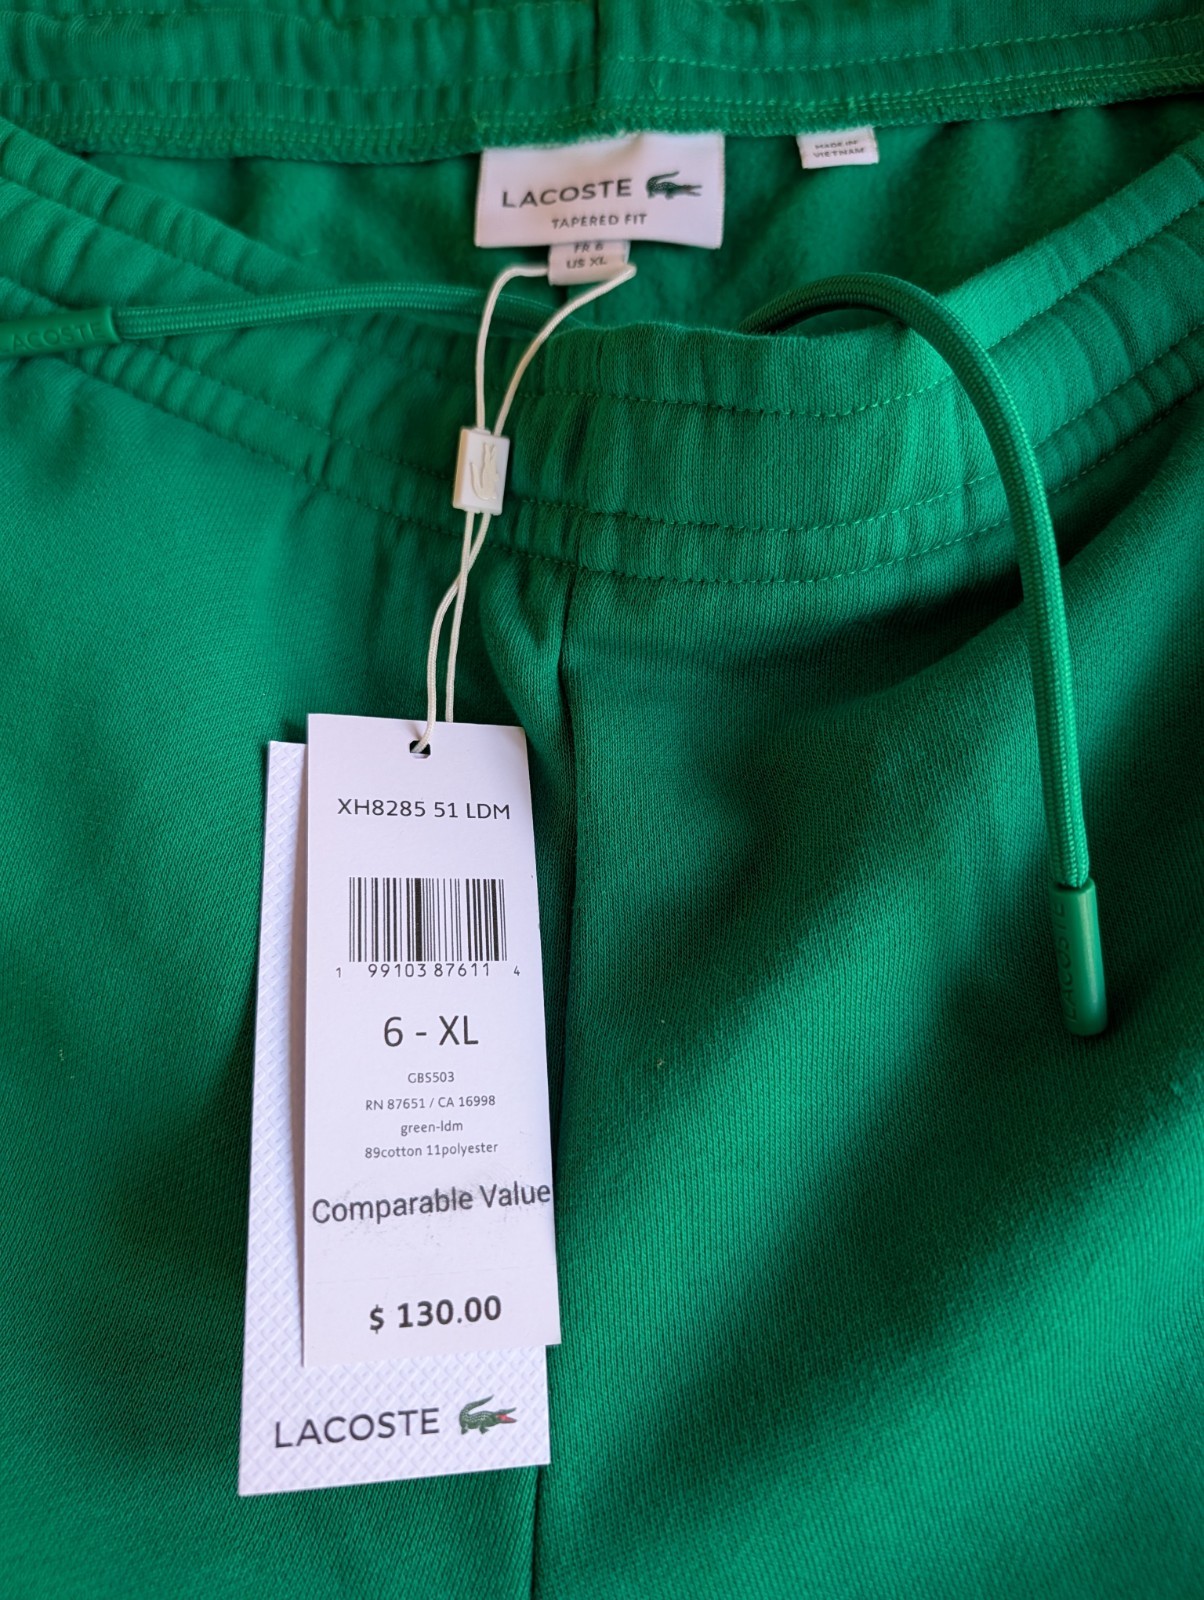 MADE IN
VIETNAM
LACOSTE
TAPERED FIT
FR 6
US XL
LACOSTE
XH8285 51 LDM
1 99103 87611 4
6 - XL
GBS503
RN 87651 / CA 16998
green-ldm
89cotton 11polyester
Comparable Value
$ 130.00
LACOSTE
LACOSTE